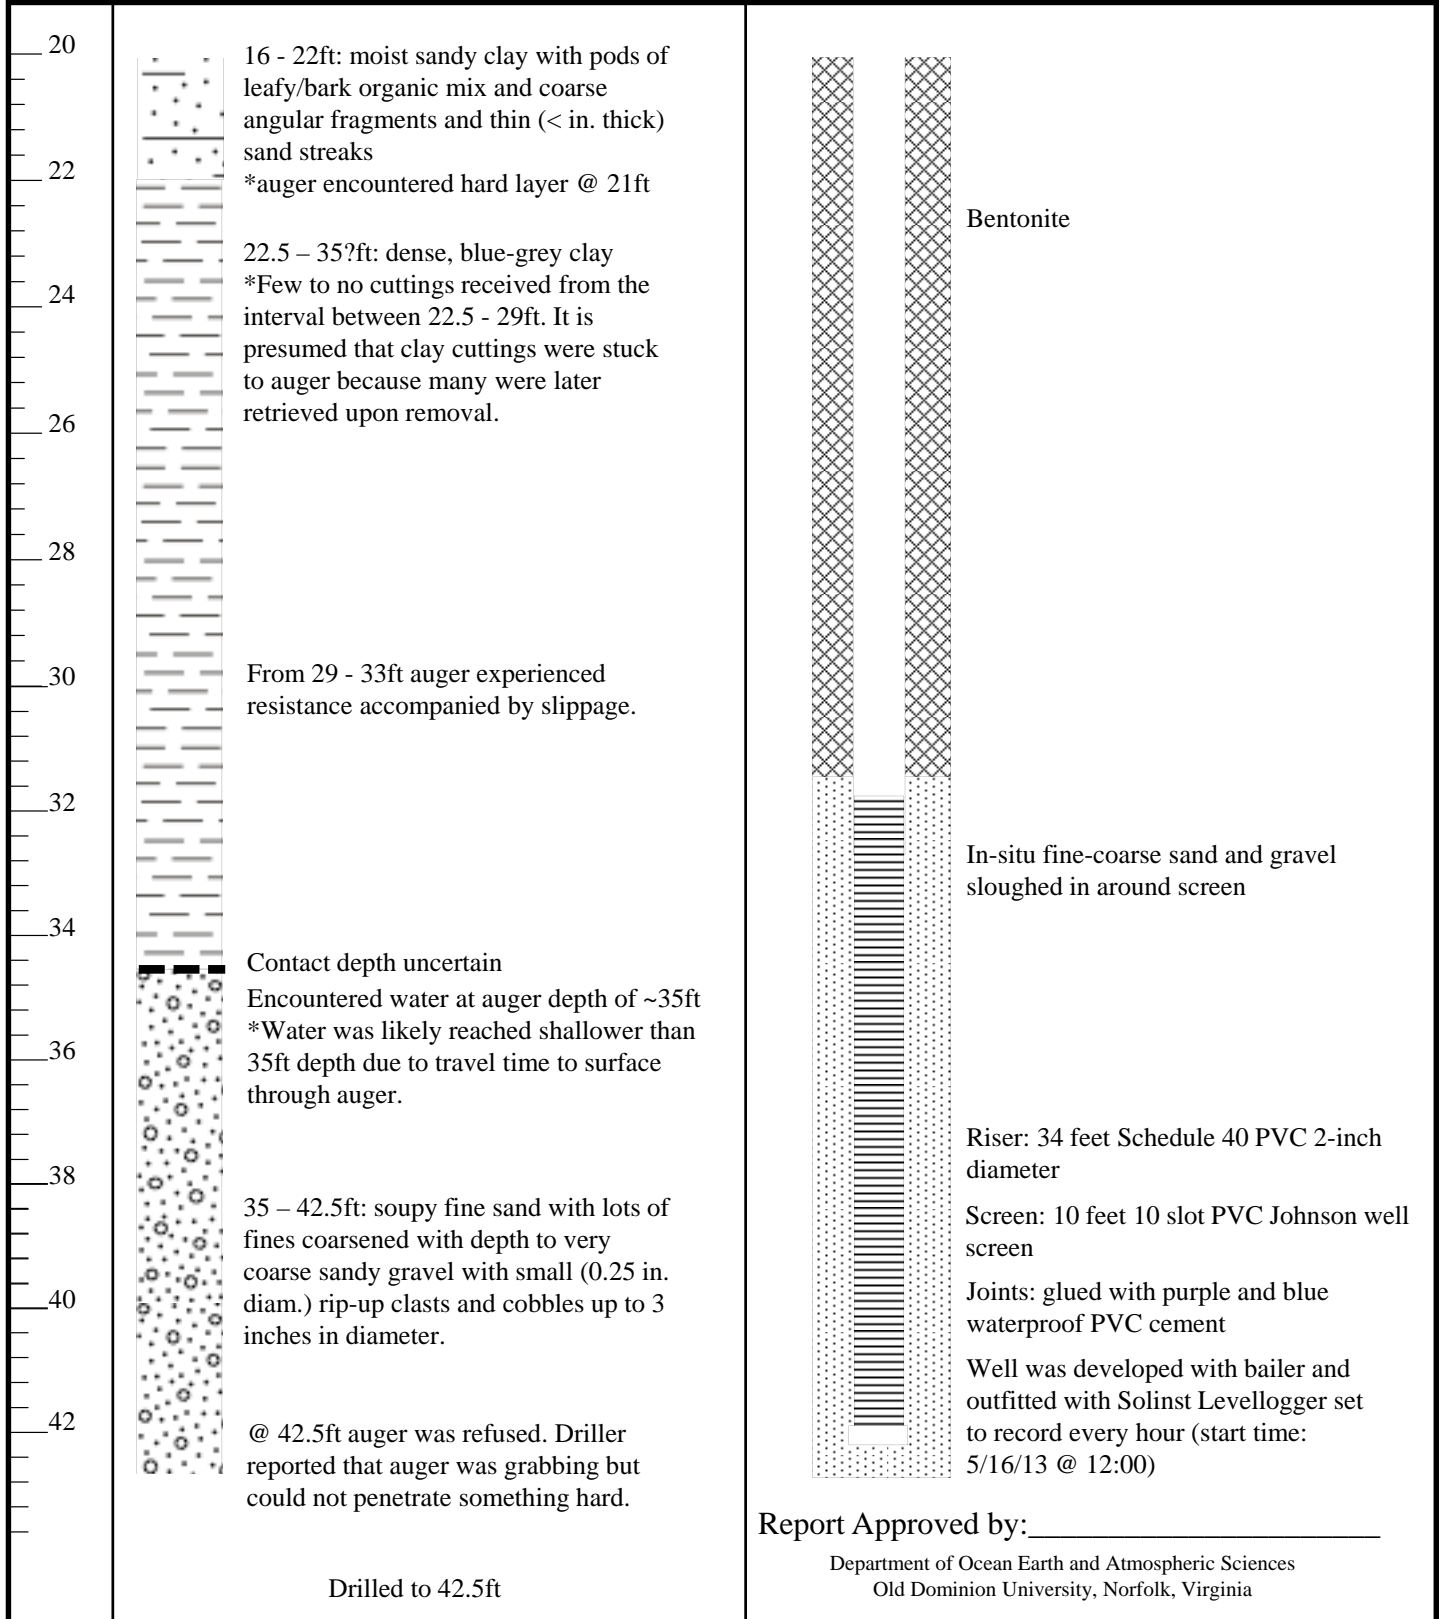 20
22
24
26
28
30
32
34
36
38
40
42
16 - 22ft: moist sandy clay with pods of
leafy/bark organic mix and coarse
angular fragments and thin (< in. thick)
sand streaks
*auger encountered hard layer @ 21ft
22.5 – 35?ft: dense, blue-grey clay
*Few to no cuttings received from the
interval between 22.5 - 29ft. It is
presumed that clay cuttings were stuck
to auger because many were later
retrieved upon removal.
From 29 - 33ft auger experienced
resistance accompanied by slippage.
Contact depth uncertain
Encountered water at auger depth of ~35ft
*Water was likely reached shallower than
35ft depth due to travel time to surface
through auger.
35 – 42.5ft: soupy fine sand with lots of
fines coarsened with depth to very
coarse sandy gravel with small (0.25 in.
diam.) rip-up clasts and cobbles up to 3
inches in diameter.
@ 42.5ft auger was refused. Driller
reported that auger was grabbing but
could not penetrate something hard.
Drilled to 42.5ft
Bentonite
In-situ fine-coarse sand and gravel
sloughed in around screen
Riser: 34 feet Schedule 40 PVC 2-inch
diameter
Screen: 10 feet 10 slot PVC Johnson well
screen
Joints: glued with purple and blue
waterproof PVC cement
Well was developed with bailer and
outfitted with Solinst Levellogger set
to record every hour (start time:
5/16/13 @ 12:00)
Report Approved by:______________________
Department of Ocean Earth and Atmospheric Sciences
Old Dominion University, Norfolk, Virginia